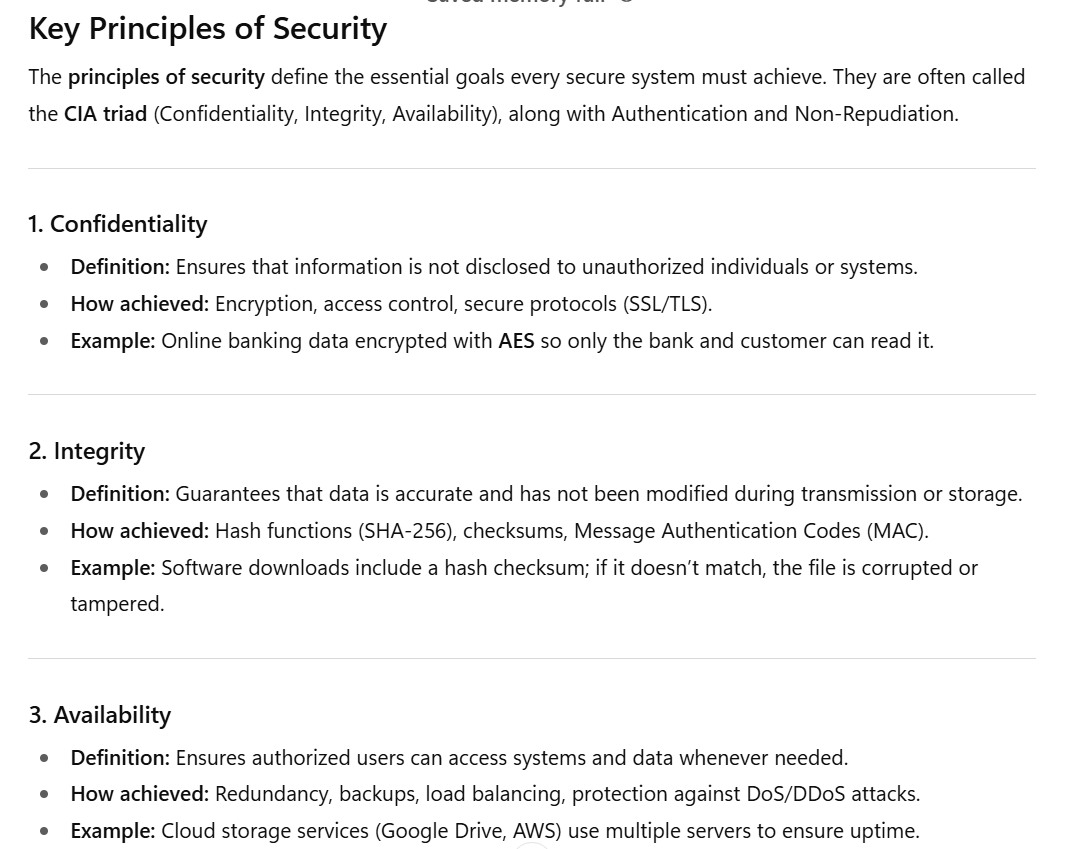 Key Principles of Security
The principles of security define the essential goals every secure system must achieve. They are often called
the CIA triad (Confidentiality, Integrity, Availability), along with Authentication and Non-Repudiation.
1. Confidentiality
Definition: Ensures that information is not disclosed to unauthorized individuals or systems.
How achieved: Encryption, access control, secure protocols (SSL/TLS).
Example: Online banking data encrypted with AES so only the bank and customer can read it.
2. Integrity
Definition: Guarantees that data is accurate and has not been modified during transmission or storage.
How achieved: Hash functions (SHA-256), checksums, Message Authentication Codes (MAC).
Example: Software downloads include a hash checksum; if it doesn’t match, the file is corrupted or
tampered.
3. Availability
Definition: Ensures authorized users can access systems and data whenever needed.
How achieved: Redundancy, backups, load balancing, protection against DoS/DDoS attacks.
Example: Cloud storage services (Google Drive, AWS) use multiple servers to ensure uptime.